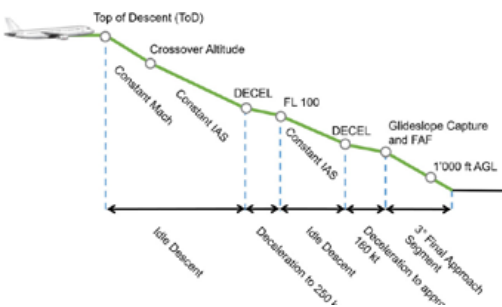 Top of Descent (ToD)
Crossover Altitude
Constant Mach
Constant IAS
DECEL
FL 100
Constant IAS
DECEL
Glideslope Capture
and FAF
1'000 ft AGL
Idle Descent
Deceleration to 250
Idle Descent
Deceleration to
160 kt
3° Final Approach
Segment